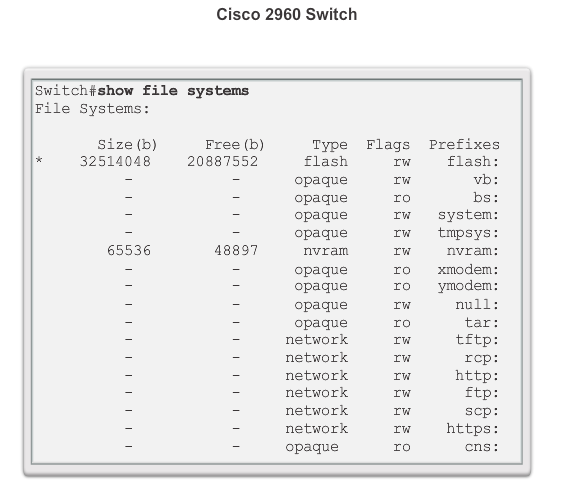 Cisco 2960 Switch
Switch#show file systems
File Systems:
Size(b) Free(b) Type Flags Prefixes
* 32514048 20887552 flash rw flash:
- - opaque rw vb:
- - opaque ro bs:
- - opaque rw system:
- - opaque rw tmpsys:
65536 48897 nvram rw nvram:
- - opaque ro xmodem:
- - opaque ro ymodem:
- - opaque rw null:
- - opaque ro tar:
- - network rw tftp:
- - network rw rcp:
- - network rw http:
- - network rw ftp:
- - network rw scp:
- - network rw https:
- - opaque ro cns: